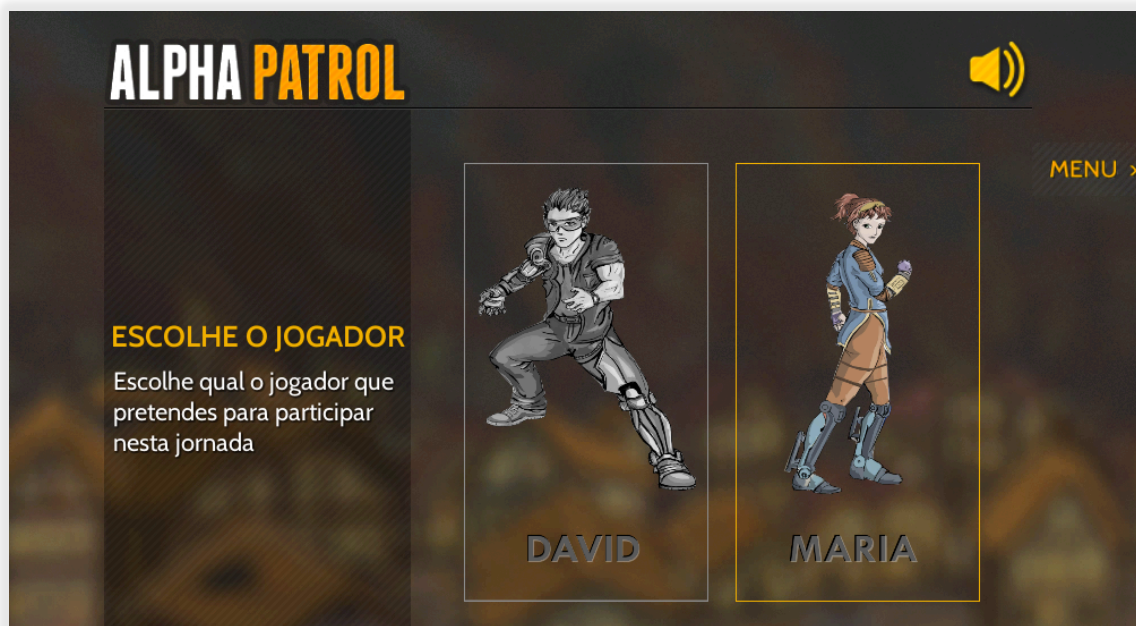 ALPHA PATROL
MENU
ESCOLHE O JOGADOR
Escolhe qual o jogador que
pretendes para participar
nesta jornada
DAVID
MARIA